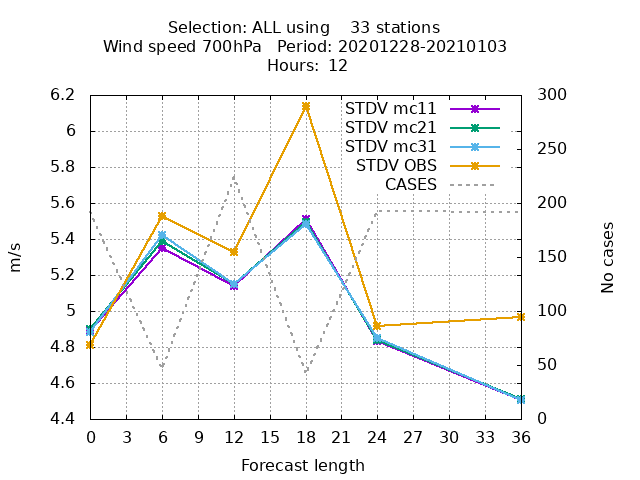 Selection: ALL using    33 stations
Wind speed 700hPa   Period: 20201228-20210103
Hours:  12
STDV mc11
STDV mc21
STDV mc31
STDV OBS
CASES
m/s
6.2
6
5.8
5.6
5.4
5.2
5
4.8
4.6
4.4
300
250
200
150
100
50
0
No cases
0 3 6 9 12 15 18 21 24 27 30 33 36
Forecast length